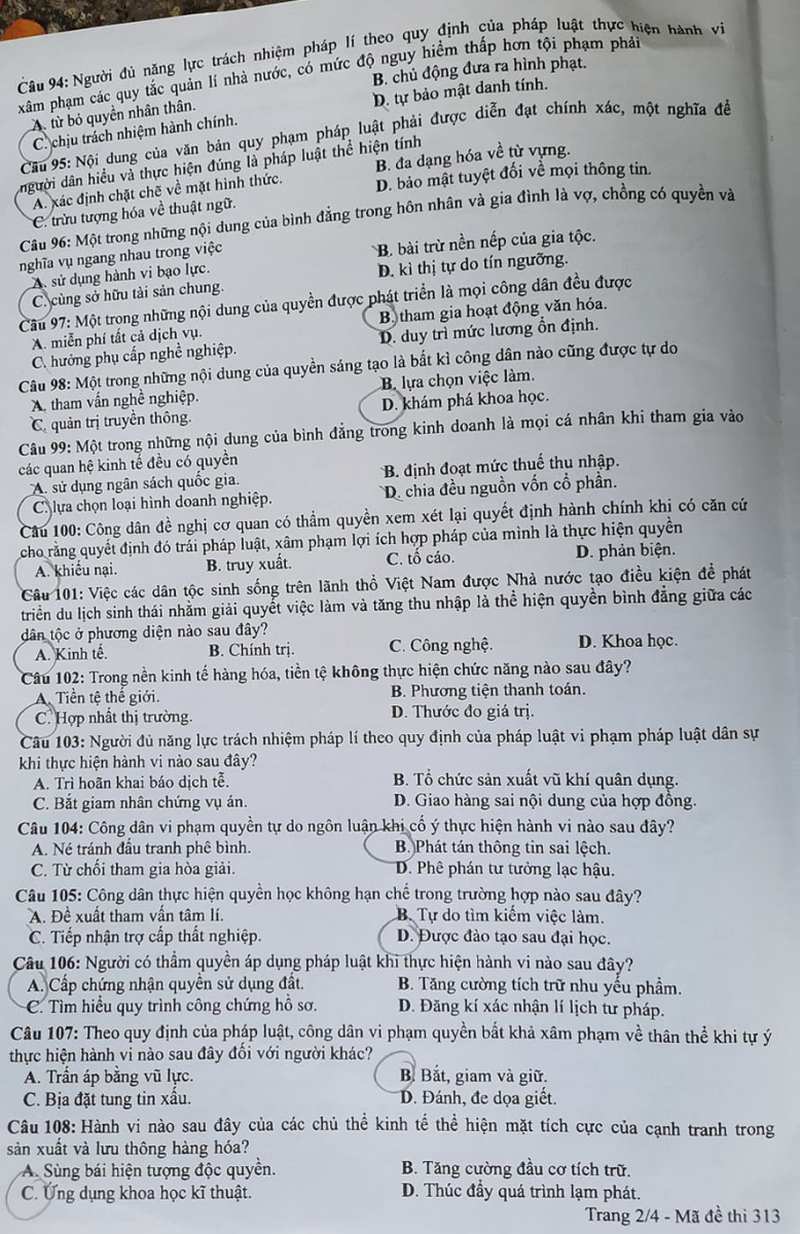 Câu 94: Người đủ năng lực trách nhiệm pháp lí theo quy định của pháp luật thực hiện hành vi
xâm phạm các quy tắc quản lí nhà nước, có mức độ nguy hiểm thấp hơn tội phạm phải
A. từ bỏ quyền nhân thân. B. chủ động đưa ra hình phạt.
C. chịu trách nhiệm hành chính. D. tự bảo mật danh tính.
Câu 95: Nội dung của văn bản quy phạm pháp luật phải được diễn đạt chính xác, một nghĩa để
người dân hiểu và thực hiện đúng là pháp luật thể hiện tính
A. xác định chặt chẽ về mặt hình thức. B. đa dạng hóa về từ vựng.
C. trừu tượng hóa về thuật ngữ. D. bảo mật tuyệt đối về mọi thông tin.
Câu 96: Một trong những nội dung của bình đẳng trong hôn nhân và gia đình là vợ, chồng có quyền và
nghĩa vụ ngang nhau trong việc
A. sử dụng hành vi bạo lực. B. bài trừ nền nếp của gia tộc.
C. cùng sở hữu tài sản chung. D. kì thị tự do tín ngưỡng.
Câu 97: Một trong những nội dung của quyền được phát triển là mọi công dân đều được
A. miễn phí tất cả dịch vụ. B. tham gia hoạt động văn hóa.
C. hưởng phụ cấp nghề nghiệp. D. duy trì mức lương ổn định.
Câu 98: Một trong những nội dung của quyền sáng tạo là bất kì công dân nào cũng được tự do
A. tham vấn nghề nghiệp. B. lựa chọn việc làm.
C. quản trị truyền thông. D. khám phá khoa học.
Câu 99: Một trong những nội dung của bình đẳng trong kinh doanh là mọi cá nhân khi tham gia vào
các quan hệ kinh tế đều có quyền
A. sử dụng ngân sách quốc gia. B. định đoạt mức thuế thu nhập.
C. lựa chọn loại hình doanh nghiệp. D. chia đều nguồn vốn cổ phần.
Câu 100: Công dân đề nghị cơ quan có thẩm quyền xem xét lại quyết định hành chính khi có căn cứ
cho rằng quyết định đó trái pháp luật, xâm phạm lợi ích hợp pháp của mình là thực hiện quyền
A. khiếu nại. B. truy xuất. C. tố cáo. D. phản biện.
Câu 101: Việc các dân tộc sinh sống trên lãnh thổ Việt Nam được Nhà nước tạo điều kiện để phát
triển du lịch sinh thái nhằm giải quyết việc làm và tăng thu nhập là thể hiện quyền bình đẳng giữa các
dân tộc ở phương diện nào sau đây?
A. Kinh tế. B. Chính trị. C. Công nghệ. D. Khoa học.
Câu 102: Trong nền kinh tế hàng hóa, tiền tệ không thực hiện chức năng nào sau đây?
A. Tiền tệ thế giới. B. Phương tiện thanh toán.
C. Hợp nhất thị trường. D. Thước đo giá trị.
Câu 103: Người đủ năng lực trách nhiệm pháp lí theo quy định của pháp luật vi phạm pháp luật dân sự
khi thực hiện hành vi nào sau đây?
A. Trì hoãn khai báo dịch tễ. B. Tổ chức sản xuất vũ khí quân dụng.
C. Bắt giam nhân chứng vụ án. D. Giao hàng sai nội dung của hợp đồng.
Câu 104: Công dân vi phạm quyền tự do ngôn luận khi cố ý thực hiện hành vi nào sau đây?
A. Né tránh đấu tranh phê bình. B. Phát tán thông tin sai lệch.
C. Từ chối tham gia hòa giải. D. Phê phán tư tưởng lạc hậu.
Câu 105: Công dân thực hiện quyền học không hạn chế trong trường hợp nào sau đây?
A. Đề xuất tham vấn tâm lí. B. Tự do tìm kiếm việc làm.
C. Tiếp nhận trợ cấp thất nghiệp. D. Được đào tạo sau đại học.
Câu 106: Người có thẩm quyền áp dụng pháp luật khi thực hiện hành vi nào sau đây?
A. Cấp chứng nhận quyền sử dụng đất. B. Tăng cường tích trữ nhu yếu phẩm.
C. Tìm hiểu quy trình công chứng hồ sơ. D. Đăng kí xác nhận lí lịch tư pháp.
Câu 107: Theo quy định của pháp luật, công dân vi phạm quyền bất khả xâm phạm về thân thể khi tự ý
thực hiện hành vi nào sau đây đối với người khác?
A. Trấn áp bằng vũ lực. B. Bắt, giam và giữ.
C. Bịa đặt tung tin xấu. D. Đánh, đe dọa giết.
Câu 108: Hành vi nào sau đây của các chủ thể kinh tế thể hiện mặt tích cực của cạnh tranh trong
sản xuất và lưu thông hàng hóa?
A. Sùng bái hiện tượng độc quyền. B. Tăng cường đầu cơ tích trữ.
C. Ứng dụng khoa học kĩ thuật. D. Thúc đẩy quá trình lạm phát.
Trang 2/4 - Mã đề thi 313